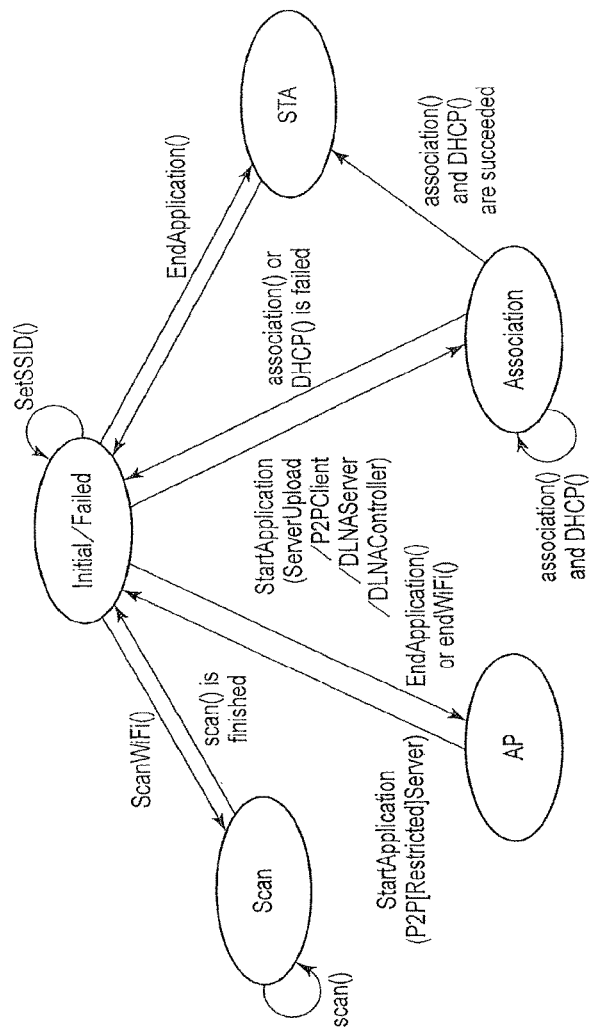 SetSSID()
Initial/Failed
EndApplication()
STA
ScanWiFi()
scan() is
finished
Scan
scan()
StartApplication
(ServerUpload
/P2PClient
/DLNAServer
/DLNAController)
association() or
DHCP() is failed
association()
and DHCP()
are succeeded
StartApplication
(P2P[Restricted]Server)
EndApplication()
or endWiFi()
AP
Association
association()
and DHCP()